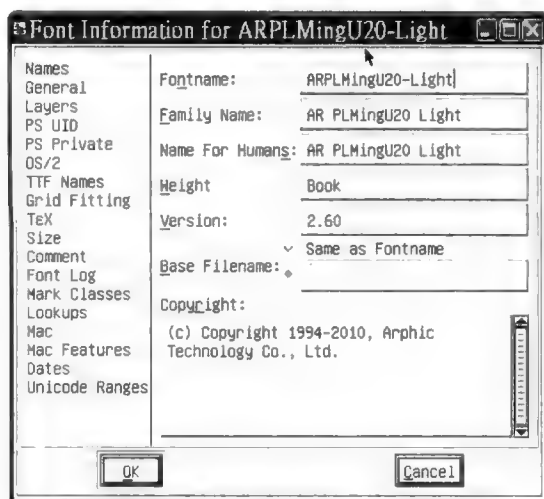 Font Information for ARPLMingU20-Light
Names
General
Layers
PS UID
PS Private
OS/2
TTF Names
Grid Fitting
TeX
Size
Comment
Font Log
Mark Classes
Lookups
Mac
Mac Features
Dates
Unicode Ranges
Fontname: ARPLMingU20-Light
Family Name: AR PLMingU20 Light
Name For Humans: AR PLMingU20 Light
Weight Book
Version: 2.60
Same as Fontname
Base Filename:
Copyright:
(c) Copyright 1994-2010, Arphic
Technology Co., Ltd.
OK Cancel